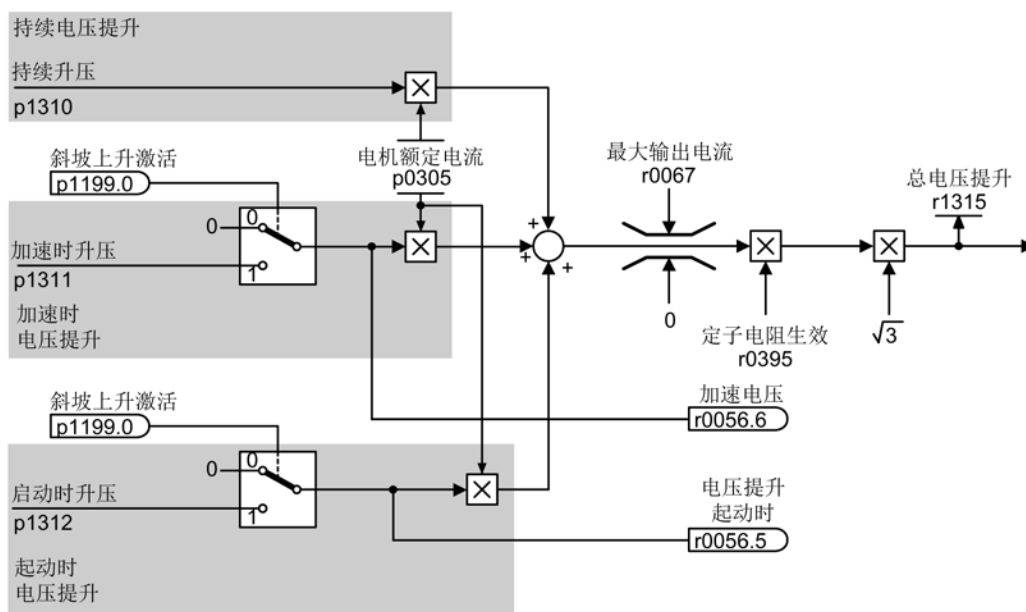 持续电压提升
持续升压
p1310
斜坡上升激活
p1199.0
电机额定电流
p0305
最大输出电流
r0067
总电压提升
r1315
0
0
加速时升压
p1311
1
加速时
电压提升
+
+
+
0
定子电阻生效
r0395
√3
斜坡上升激活
p1199.0
加速电压
r0056.6
0
0
启动时升压
p1312
1
起动时
电压提升
电压提升
起动时
r0056.5